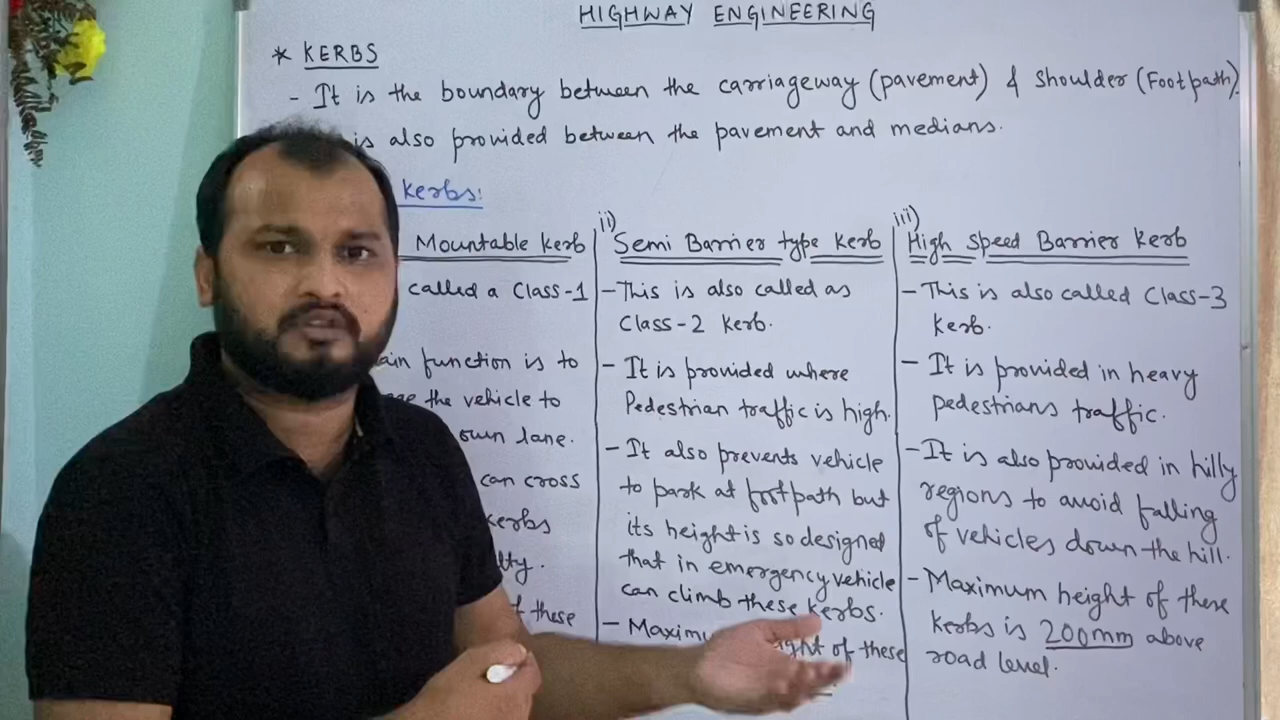 HIGHWAY ENGINEERING
* KERBS
- It is the boundary between the carriageway (pavement) & shoulder (Footpath).
is also provided between the pavement and medians.
kerbs:
Mountable kerb
called a Class-1
function is to
the vehicle to
own lane.
can cross
kerbs
of these
ii)
Semi Barrier type kerb
- This is also called as
Class-2 kerb.
- It is provided where
Pedestrian traffic is high.
- It also prevents vehicle
to park at footpath but
its height is so designed
that in emergency vehicle
can climb these kerbs.
- of these
iii)
High speed Barrier kerb
- This is also called Class-3
kerb.
- It is provided in heavy
pedestrians traffic.
- It is also provided in hilly
regions to avoid falling
of vehicles down the hill.
- Maximum height of these
kerbs is 200mm above
road level.